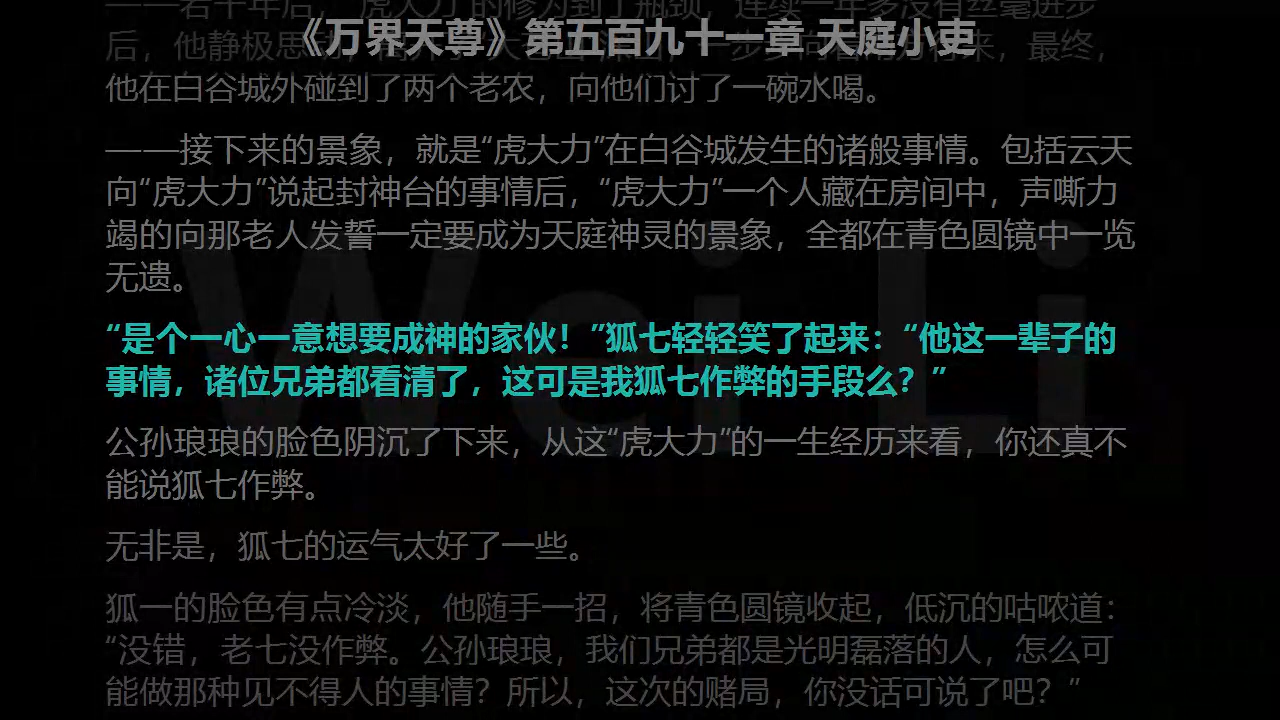 《万界天尊》第五百九十一章 天庭小吏
他在白谷城外碰到了两个老农，向他们讨了一碗水喝。
——接下来的景象，就是“虎大力”在白谷城发生的诸般事情。包括云天
向“虎大力”说起封神台的事情后，“虎大力”一个人藏在房间中，声嘶力
竭的向那老人发誓一定要成为天庭神灵的景象，全都在青色圆镜中一览
无遗。
“是个一心一意想要成神的家伙！”狐七轻轻笑了起来：“他这一辈子的
事情，诸位兄弟都看清了，这可是我狐七作弊的手段么？”
公孙琅琅的脸色阴沉了下来，从这“虎大力”的一生经历来看，你还真不
能说狐七作弊。
无非是，狐七的运气太好了一些。
狐一的脸色有点冷淡，他随手一招，将青色圆镜收起，低沉的咕哝道：
“没错，老七没作弊。公孙琅琅，我们兄弟都是光明磊落的人，怎么可
能做那种见不得人的事情？所以，这次的赌局，你没话可说了吧？”
Wei Li